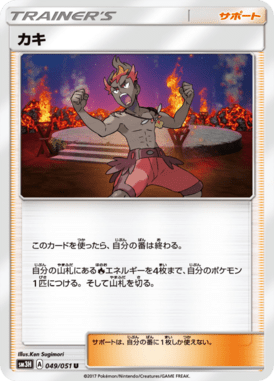 TRAINER'S
サポート
カキ
このカードを使ったら、自分の番は終わる。
自分の山札にある🔥エネルギーを4枚まで、自分のポケモン
1匹につける。そして山札を切る。
Illus.Ken Sugimori
サポートは、自分の番に1枚しか使えない。
SM3H A 049/051 U
©2017 Pokémon/Nintendo/Creatures/GAME FREAK.